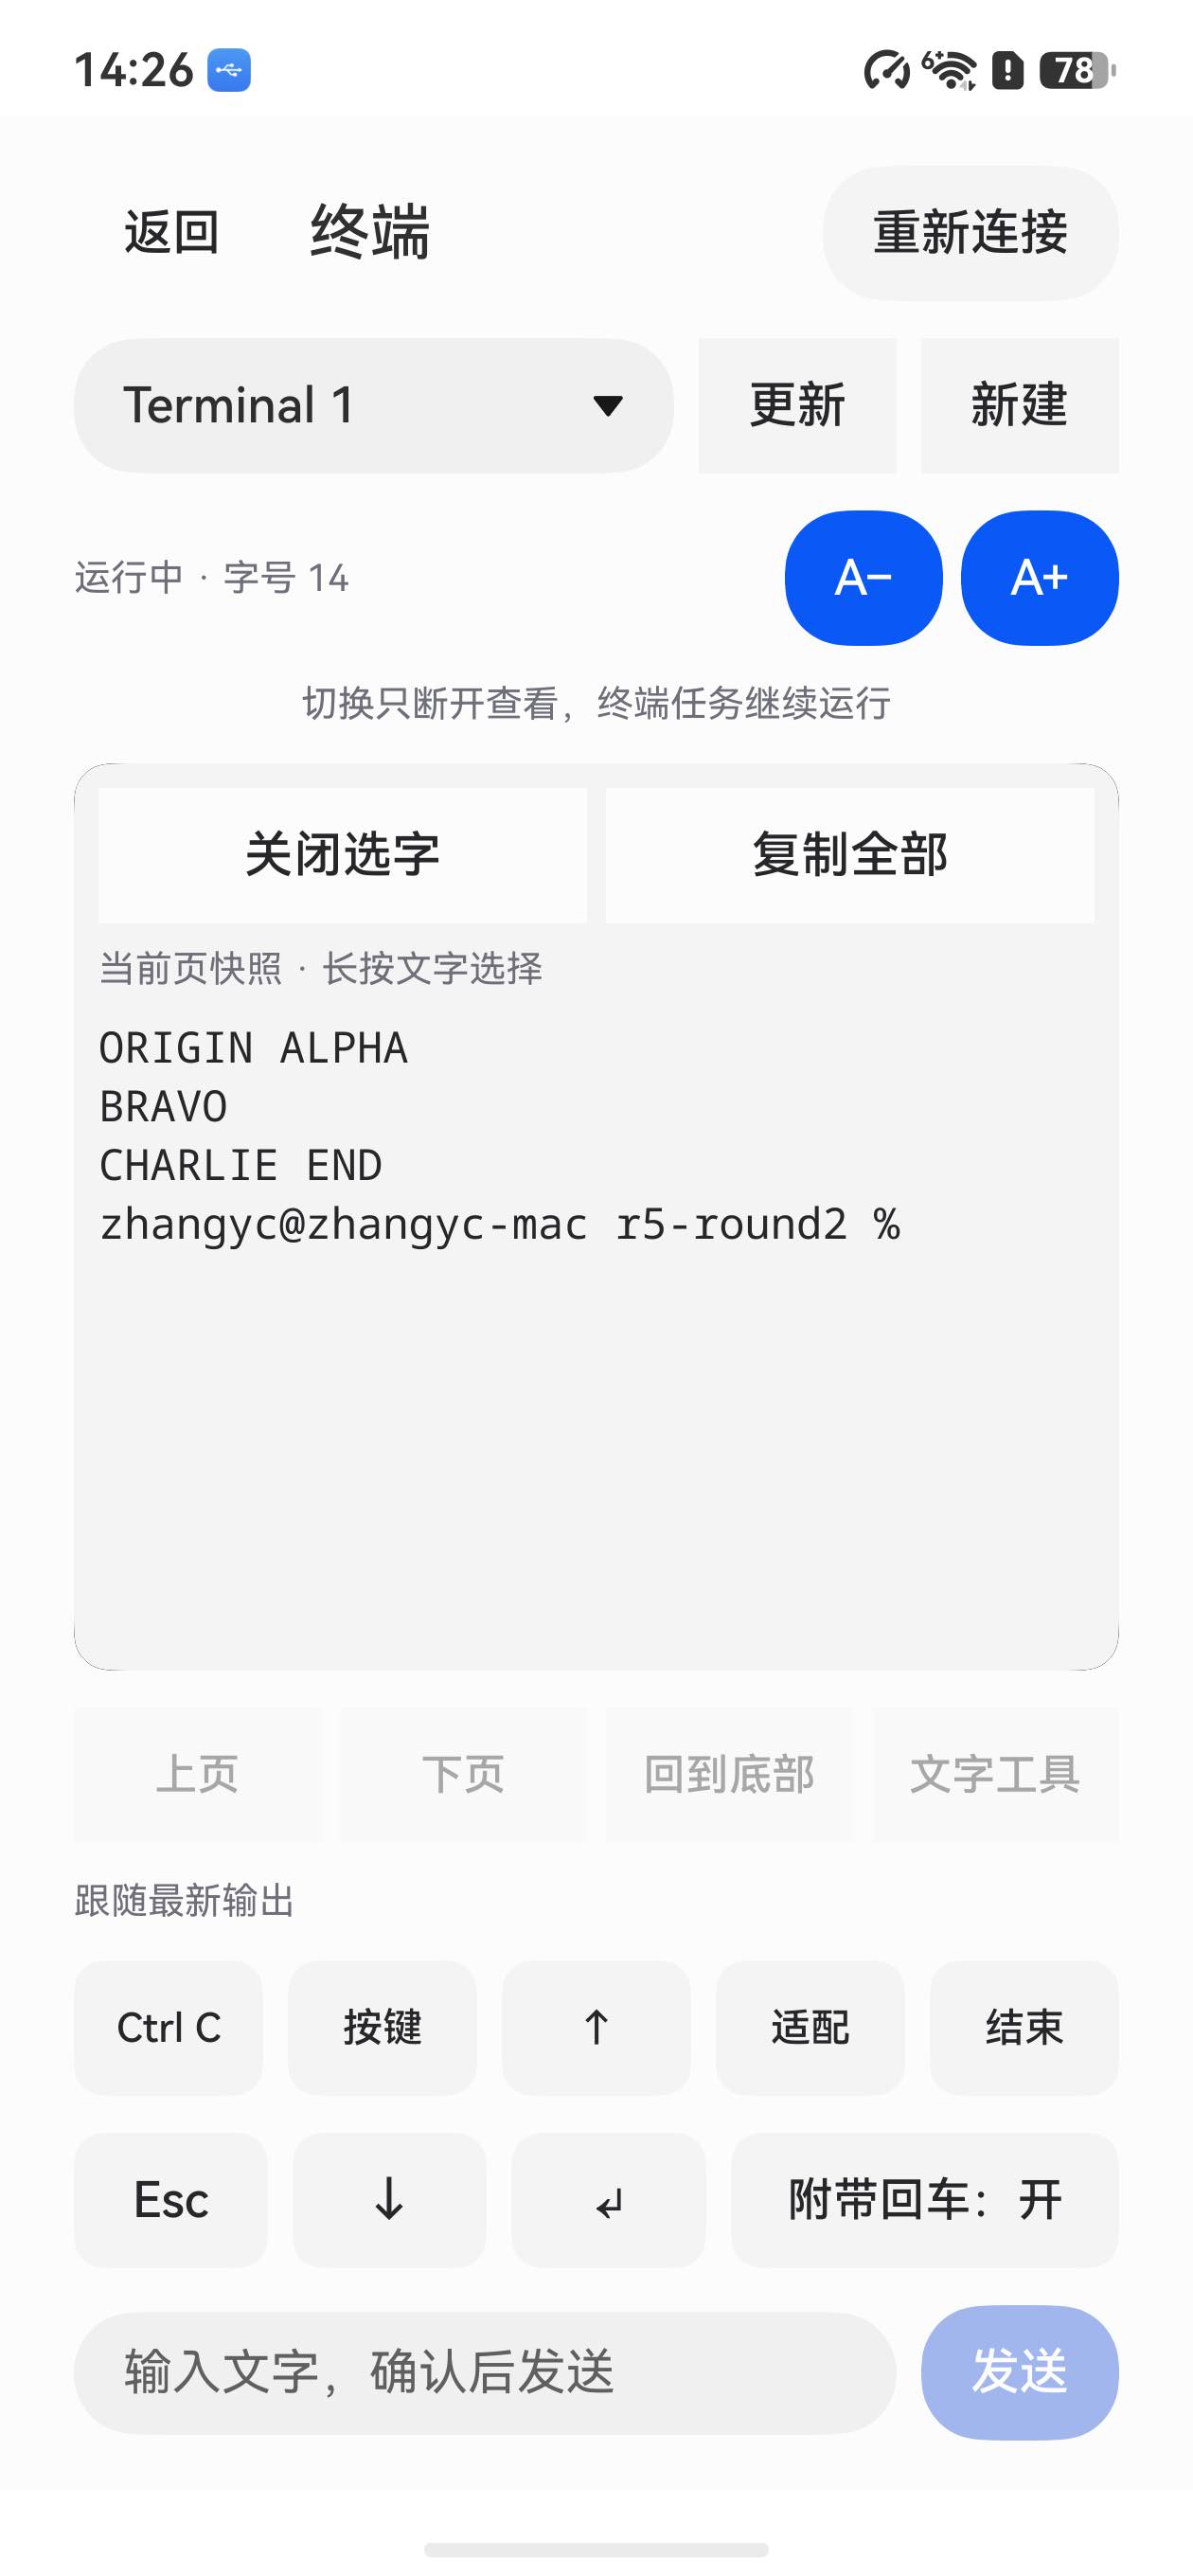 14:26
6+
78
返回 终端 重新连接
Terminal 1 更新 新建
运行中 · 字号 14 A− A+
切换只断开查看，终端任务继续运行
关闭选字 复制全部
当前页快照 · 长按文字选择
ORIGIN ALPHA
BRAVO
CHARLIE END
zhangyc@zhangyc-mac r5-round2 %
上页 下页 回到底部 文字工具
跟随最新输出
Ctrl C 按键 ↑ 适配 结束
Esc ↓ ↲ 附带回车：开
输入文字，确认后发送 发送